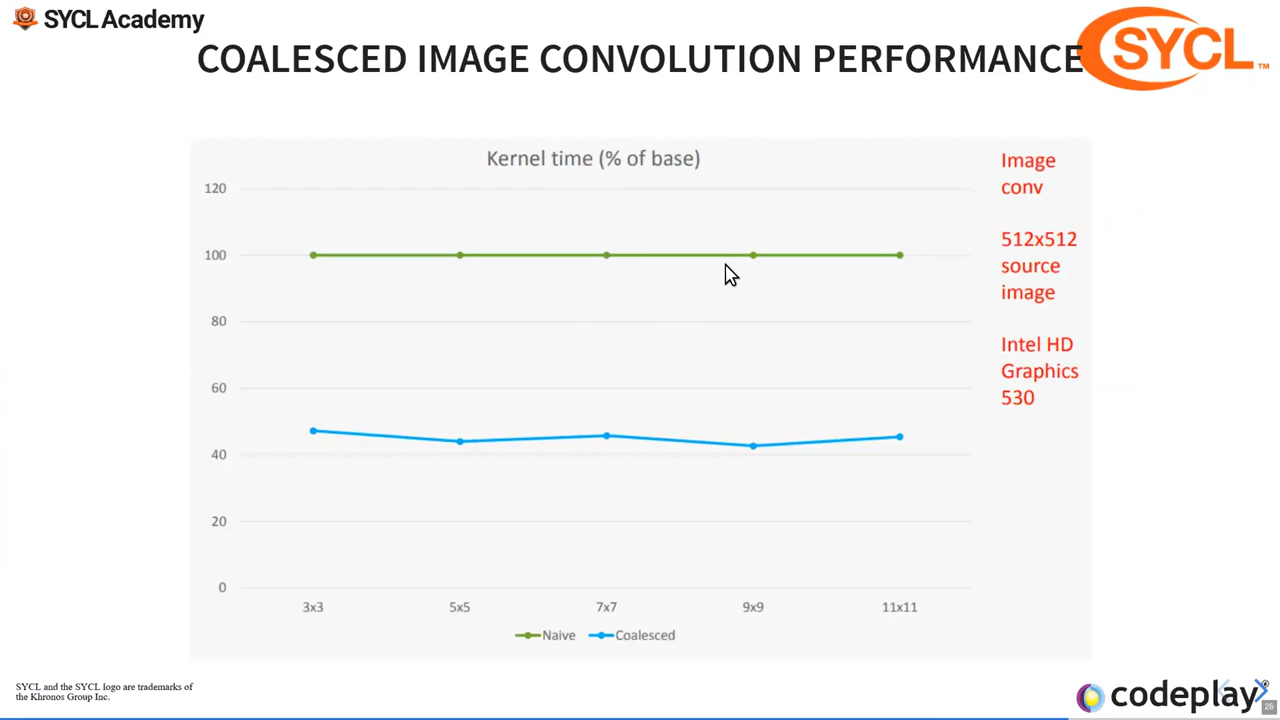 SYCL Academy
COALESCED IMAGE CONVOLUTION PERFORMANCE
SYCL™
Kernel time (% of base)
120
100
80
60
40
20
0
3x3 5x5 7x7 9x9 11x11
Naive Coalesced
Image
conv
512x512
source
image
Intel HD
Graphics
530
SYCL and the SYCL logo are trademarks of
the Khronos Group Inc.
codeplay®
26